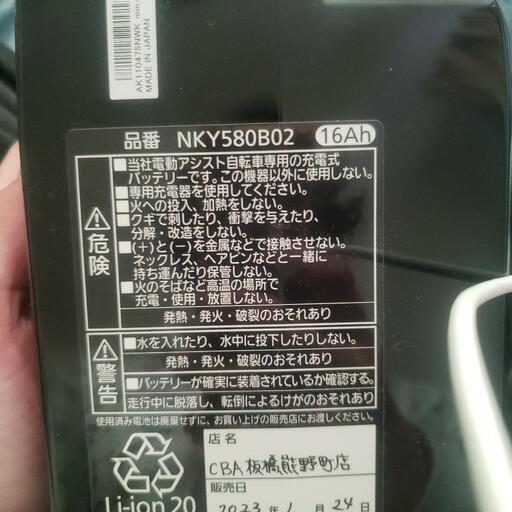 AK110475NWK min.
MADE IN JAPAN
品番 NKY580B02 16Ah
危険
■当社電動アシスト自転車専用の充電式
バッテリーです。この機器以外に使用しない。
■専用充電器を使用してください。
■火への投入、加熱をしない。
■クギで刺したり、衝撃を与えたり、
分解・改造をしない。
■(+)と(−)を金属などで接触させない。
ネックレス、ヘアピンなどと一緒に
持ち運んだり保管しない。
■火のそばなど高温の場所で
充電・使用・放置しない。
発熱・発火・破裂のおそれあり
警告
■水を入れたり、水中に投下したりしない。
発熱・発火・破裂のおそれあり
■バッテリーが確実に装着されているか確認する。
走行中に脱落し、転倒によるけがのおそれあり
使用済み電池は廃棄せずに、お買い上げの販売店にお渡しください。
Li-ion 20
店名
CBA板橋熊野町店
販売日
2023年1月24日